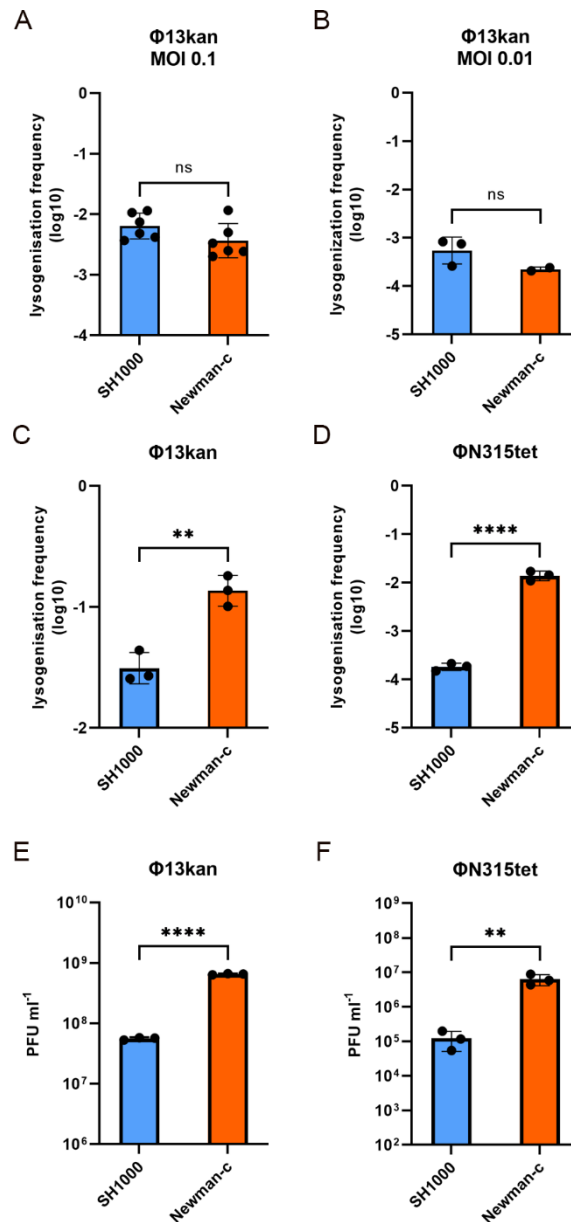 A
Φ13kan
MOI 0.1
lysogenisation frequency
(log10)
0
-1
-2
-3
-4
ns
SH1000
Newman-c
B
Φ13kan
MOI 0.01
lysogenization frequency
(log10)
0
-1
-2
-3
-4
-5
ns
SH1000
Newman-c
C
Φ13kan
lysogenisation frequency
(log10)
0
-1
-2
**
SH1000
Newman-c
D
ΦN315tet
lysogenisation frequency
(log10)
0
-1
-2
-3
-4
-5
****
SH1000
Newman-c
E
Φ13kan
PFU ml⁻¹
10¹⁰
10⁹
10⁸
10⁷
10⁶
****
SH1000
Newman-c
F
ΦN315tet
PFU ml⁻¹
10⁹
10⁸
10⁷
10⁶
10⁵
10⁴
10³
10²
**
SH1000
Newman-c